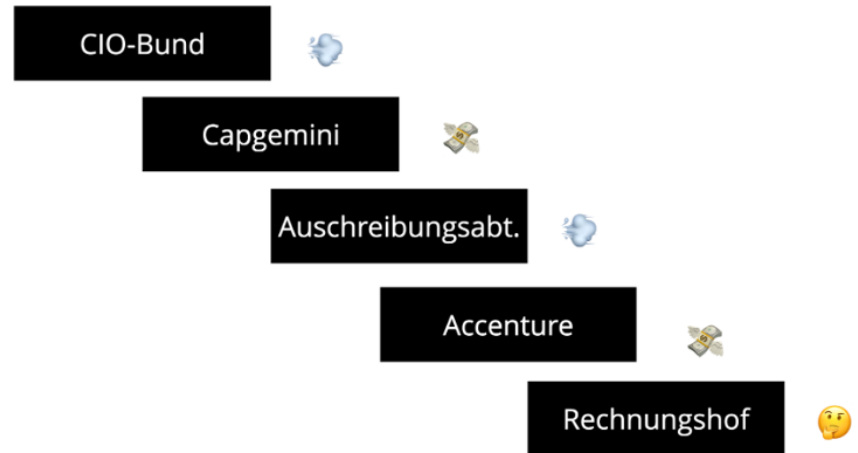 CIO-Bund
Capgemini
Auschreibungsabt.
Accenture
Rechnungshof